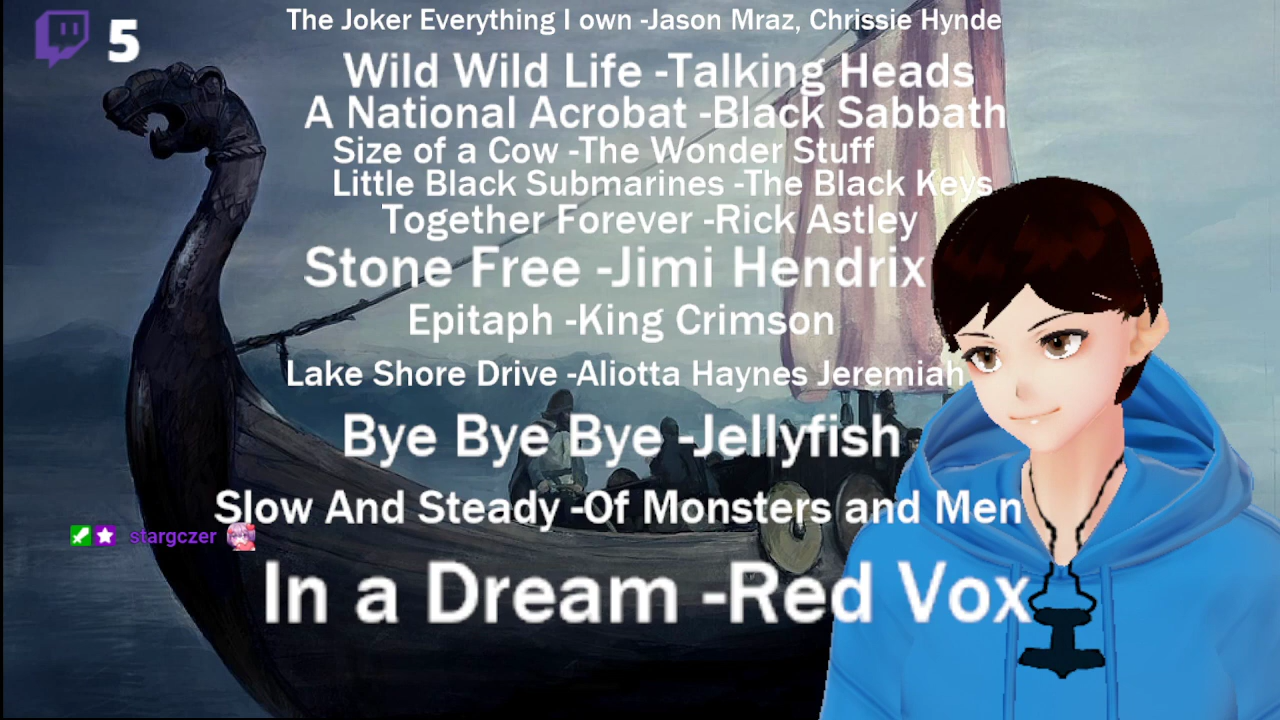 5
The Joker Everything I own -Jason Mraz, Chrissie Hynde
Wild Wild Life -Talking Heads
A National Acrobat -Black Sabbath
Size of a Cow -The Wonder Stuff
Little Black Submarines -The Black Keys
Together Forever -Rick Astley
Stone Free -Jimi Hendrix
Epitaph -King Crimson
Lake Shore Drive -Aliotta Haynes Jeremiah
Bye Bye Bye -Jellyfish
Slow And Steady -Of Monsters and Men
stargczer
In a Dream -Red Vox